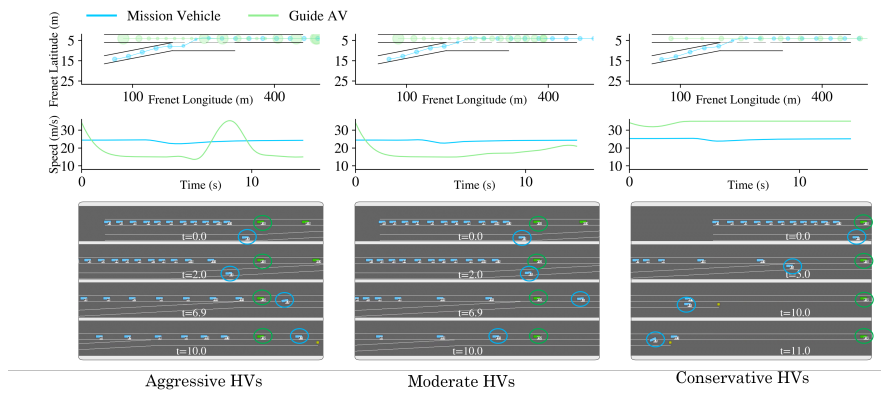 Mission Vehicle Guide AV
Frenet Latitude (m)
5
15
25
100 400
Frenet Longitude (m)
5
15
25
100 400
Frenet Longitude (m)
5
15
25
100 400
Frenet Longitude (m)
Speed (m/s)
30
20
10
0 10
Time (s)
30
20
10
0 10
Time (s)
30
20
10
0 10
Time (s)
t=0.0
t=2.0
t=6.9
t=10.0
t=0.0
t=2.0
t=6.9
t=10.0
t=0.0
t=3.0
t=10.0
t=11.0
Aggressive HVs Moderate HVs Conservative HVs